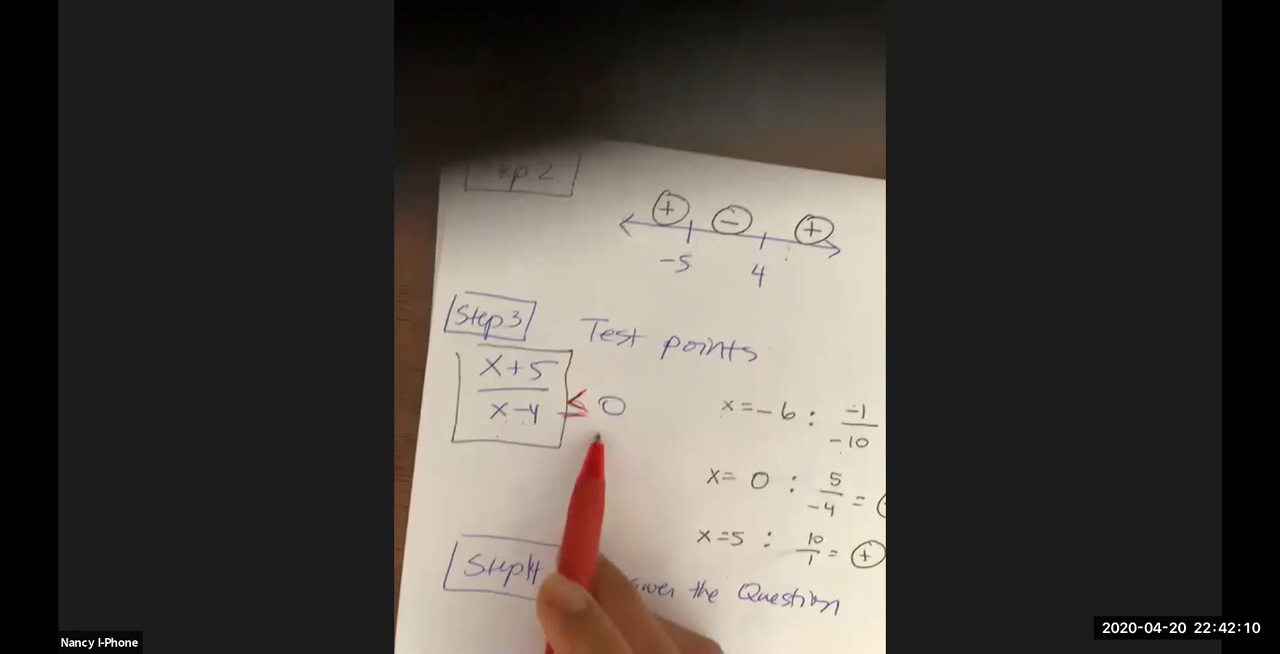 + - +
-5 4
Step 3 Test points
x+5
x-4
≤ 0
x=-6 : -1
-10
x= 0 : 5
-4 =
x=5 : 10
1 = +
Step 4 the Question
Nancy I-Phone
2020-04-20 22:42:10